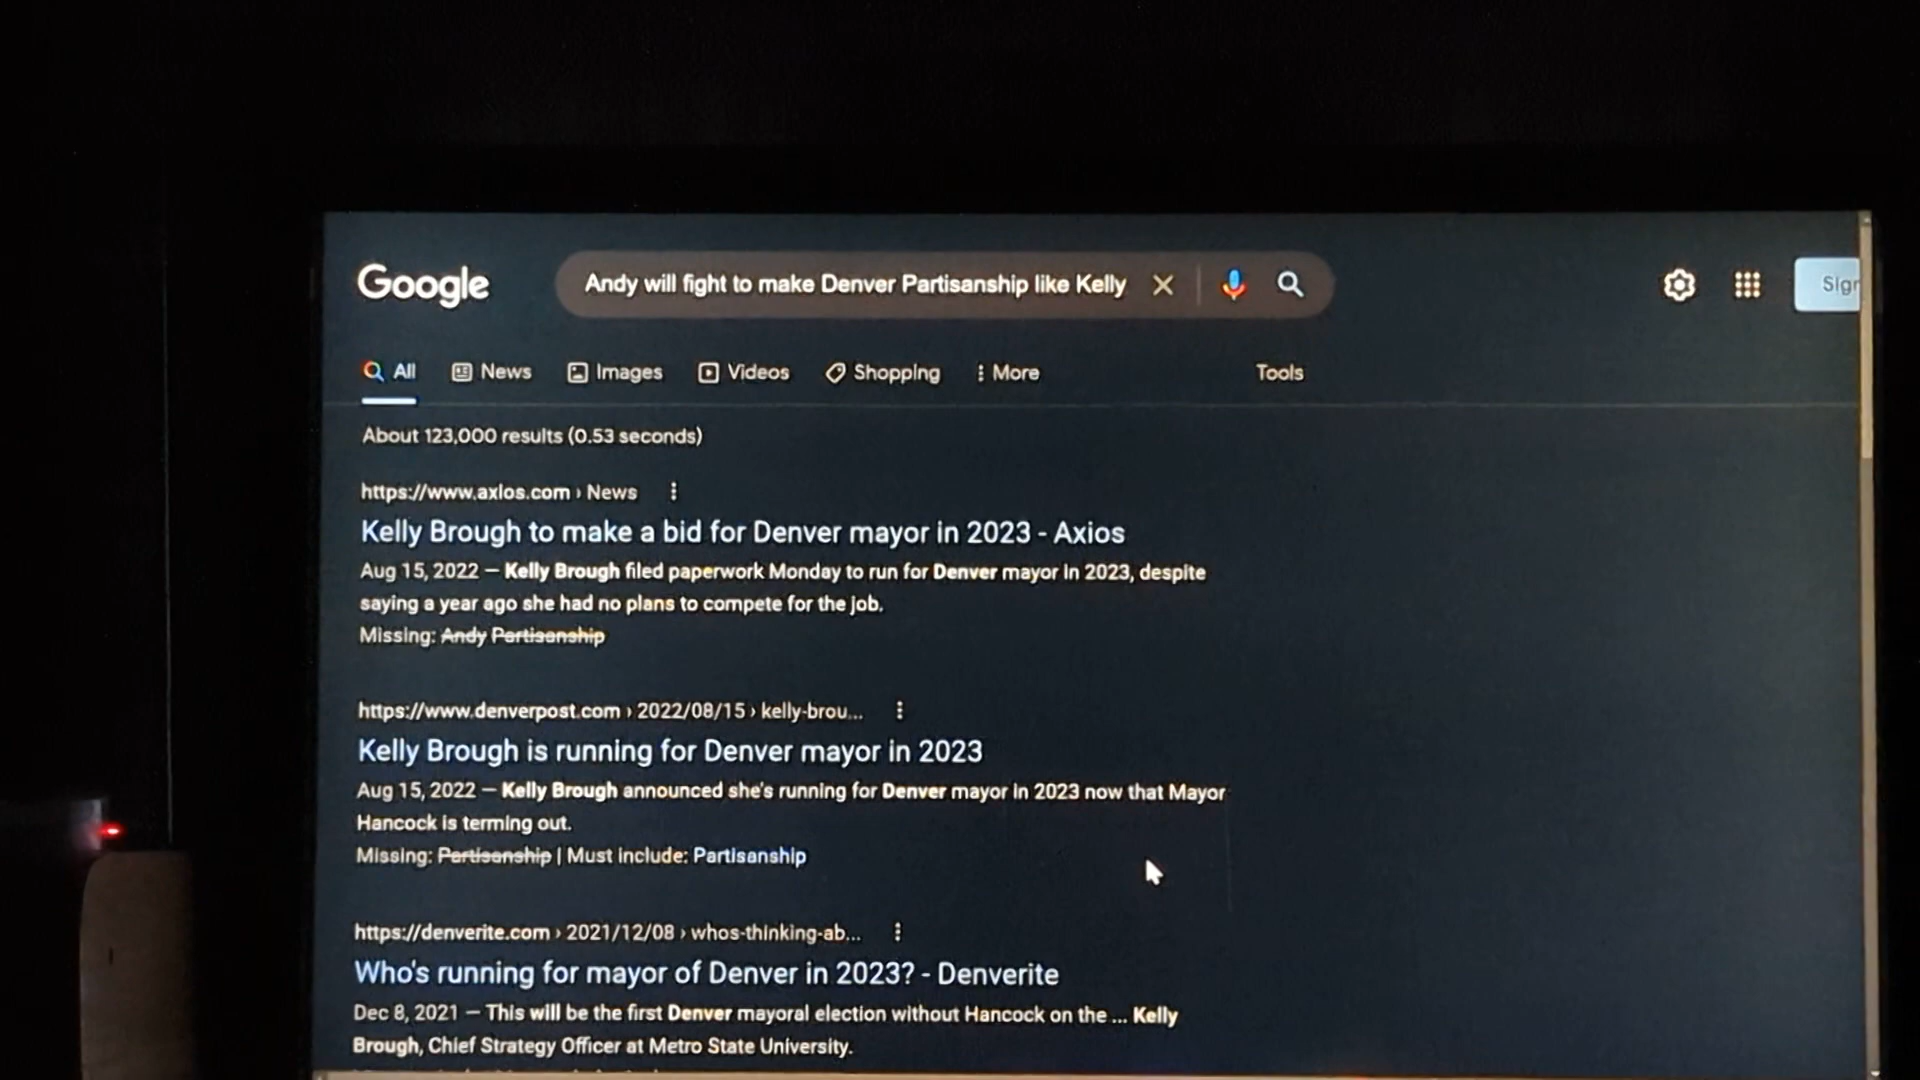 Google
Andy will fight to make Denver Partisanship like Kelly
Sign
All News Images Videos Shopping More Tools
About 123,000 results (0.53 seconds)
https://www.axios.com › News
Kelly Brough to make a bid for Denver mayor in 2023 - Axios
Aug 15, 2022 — Kelly Brough filed paperwork Monday to run for Denver mayor in 2023, despite
saying a year ago she had no plans to compete for the job.
Missing: Andy Partisanship
https://www.denverpost.com › 2022/08/15 › kelly-brou...
Kelly Brough is running for Denver mayor in 2023
Aug 15, 2022 — Kelly Brough announced she's running for Denver mayor in 2023 now that Mayor
Hancock is terming out.
Missing: Partisanship | Must include: Partisanship
https://denverite.com › 2021/12/08 › whos-thinking-ab...
Who's running for mayor of Denver in 2023? - Denverite
Dec 8, 2021 — This will be the first Denver mayoral election without Hancock on the ... Kelly
Brough, Chief Strategy Officer at Metro State University.